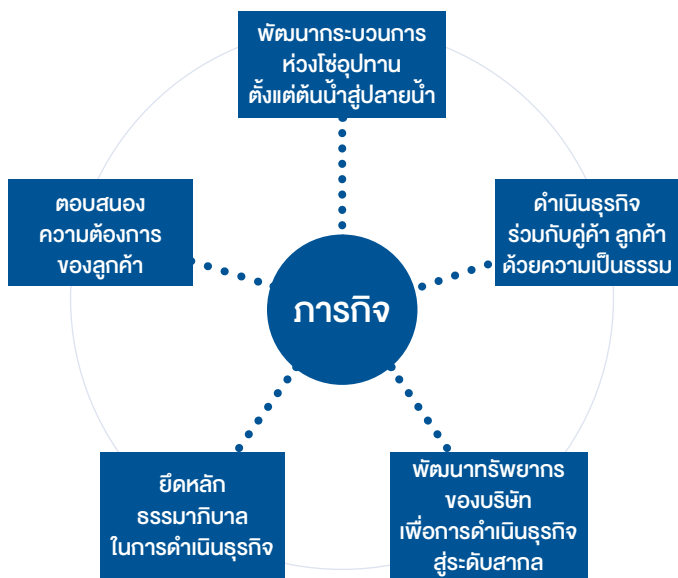 พัฒนากระบวนการ
ห่วงโซ่อุปทาน
ตั้งแต่ต้นน้ำสู่ปลายน้ำ
ตอบสนอง
ความต้องการ
ของลูกค้า
ดำเนินธุรกิจ
ร่วมกับคู่ค้า ลูกค้า
ด้วยความเป็นธรรม
ภารกิจ
ยึดหลัก
ธรรมาภิบาล
ในการดำเนินธุรกิจ
พัฒนาทรัพยากร
ของบริษัท
เพื่อการดำเนินธุรกิจ
สู่ระดับสากล